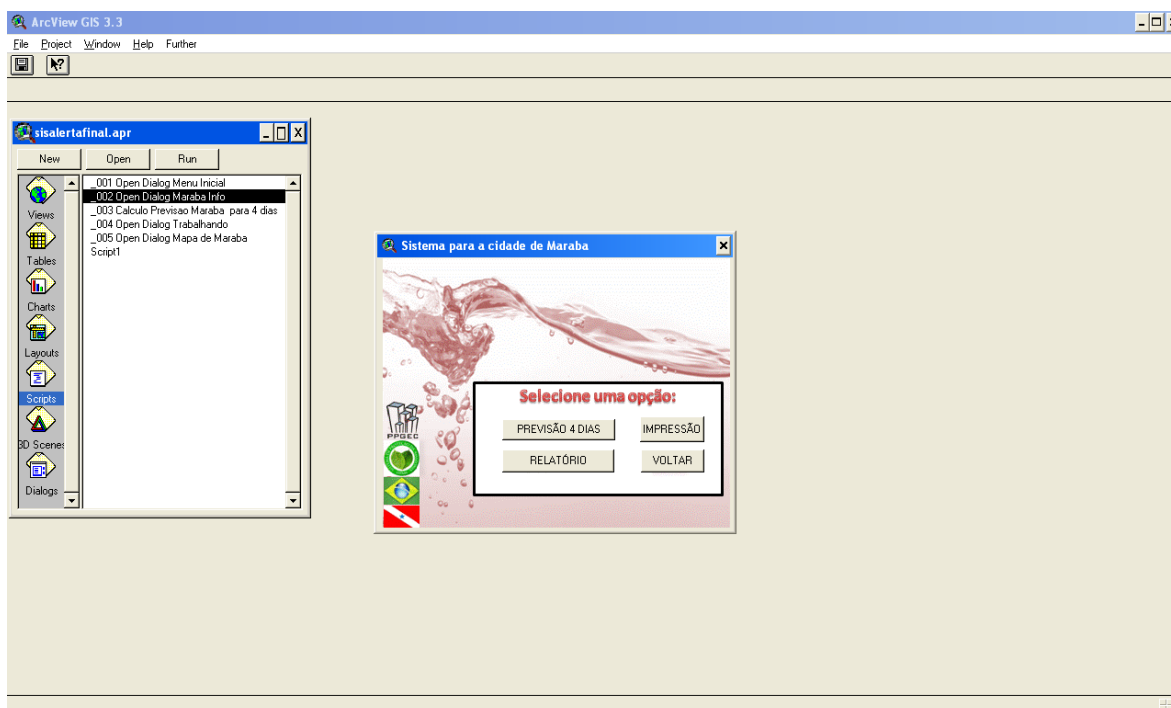 ArcView GIS 3.3
File Project Window Help Further
sisalertafinal.apr
New Open Run
Views
Tables
Charts
Layouts
Scripts
3D Scenes
Dialogs
_001 Open Dialog Menu Inicial
_002 Open Dialog Maraba Info
_003 Calculo Previsao Maraba para 4 dias
_004 Open Dialog Trabalhando
_005 Open Dialog Mapa de Maraba
Script1
Sistema para a cidade de Maraba
Selecione uma opção:
PREVISÃO 4 DIAS IMPRESSÃO
RELATÓRIO VOLTAR
PPGEC